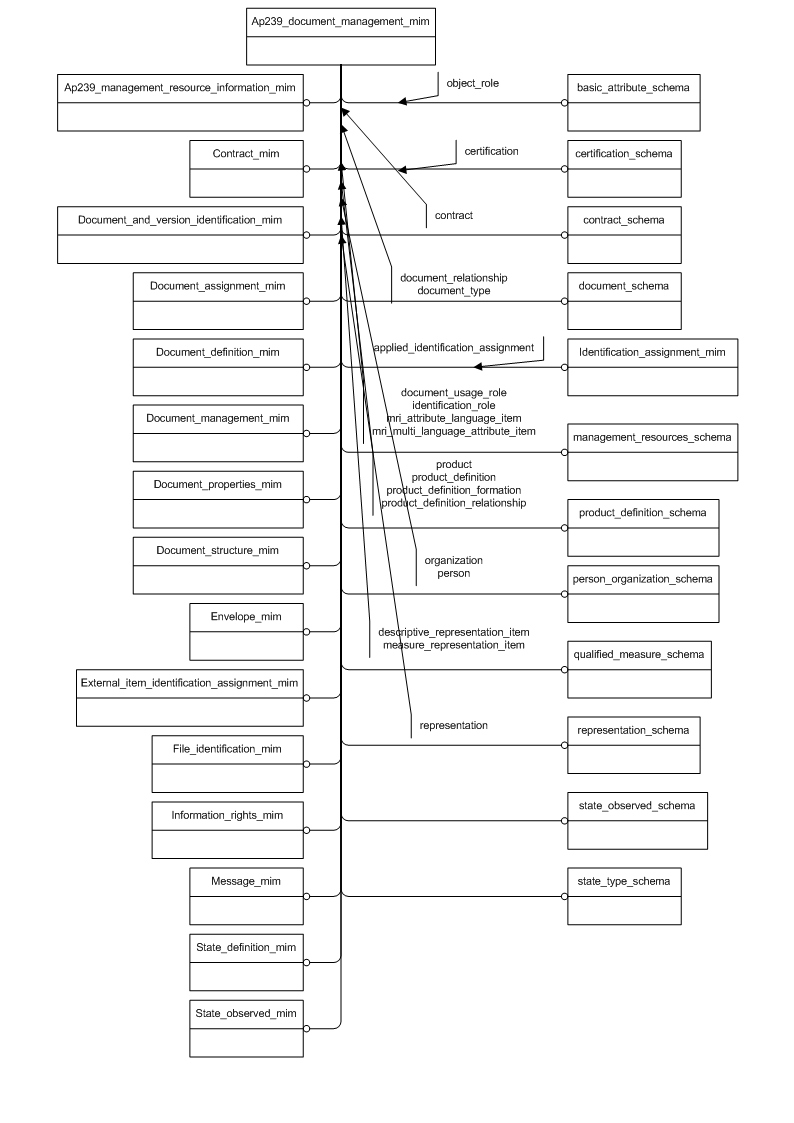 Ap239_document_management_mim
Ap239_management_resource_information_mim
object_role
basic_attribute_schema
Contract_mim
certification
certification_schema
Document_and_version_identification_mim
contract
contract_schema
Document_assignment_mim
document_relationship
document_type
document_schema
Document_definition_mim
applied_identification_assignment
Identification_assignment_mim
Document_management_mim
document_usage_role
identification_role
mri_attribute_language_item
mri_multi_language_attribute_item
management_resources_schema
Document_properties_mim
product
product_definition
product_definition_formation
product_definition_relationship
product_definition_schema
Document_structure_mim
organization
person
person_organization_schema
Envelope_mim
descriptive_representation_item
measure_representation_item
qualified_measure_schema
External_item_identification_assignment_mim
File_identification_mim
representation
representation_schema
Information_rights_mim
state_observed_schema
Message_mim
state_type_schema
State_definition_mim
State_observed_mim